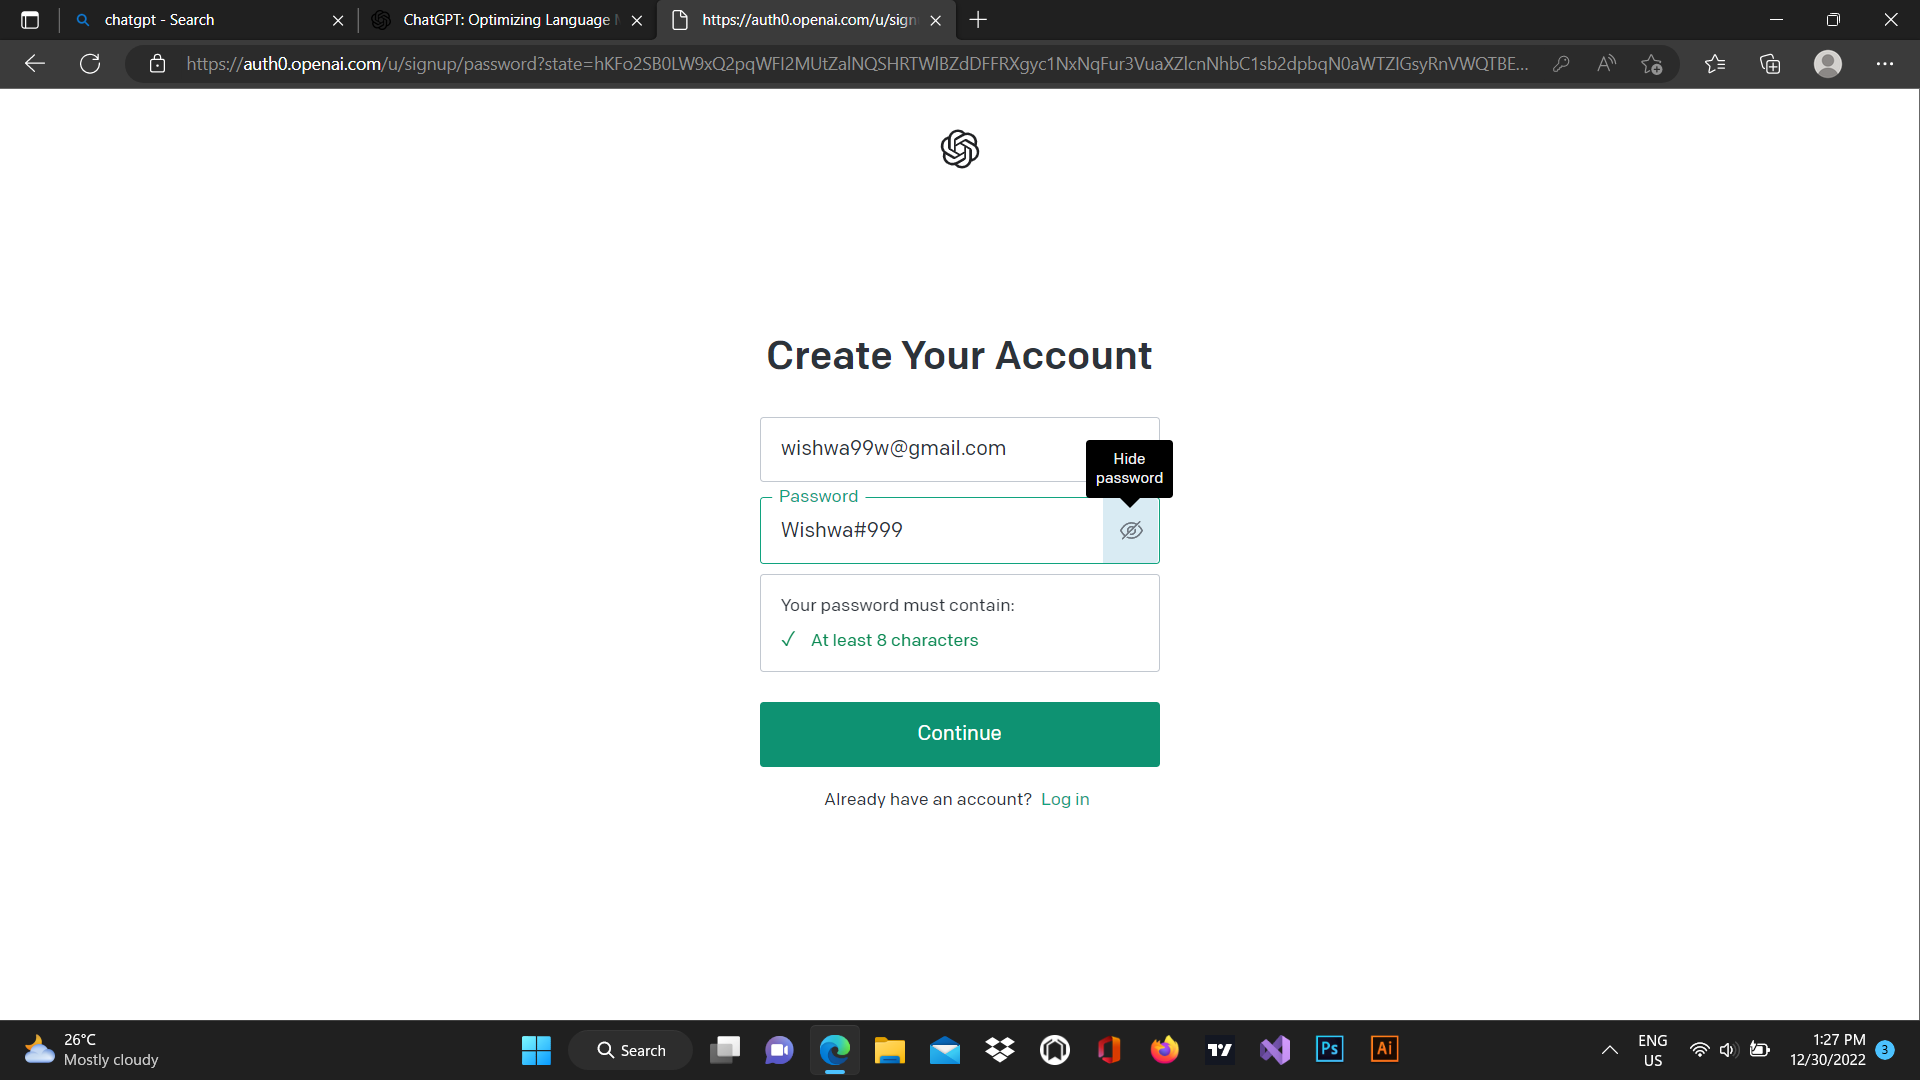 chatgpt - Search
ChatGPT: Optimizing Language
https://auth0.openai.com/u/sign
https://auth0.openai.com/u/signup/password?state=hKFo2SB0LW9xQ2pqWFI2MUtZalNQSHRTWlBZdDFFRXgyc1NxNqFur3VuaXZlcnNhbC1sb2dpbqN0aWTZIGsyRnVWQTBE...
Create Your Account
wishwa99w@gmail.com
Hide
password
Password
Wishwa#999
Your password must contain:
✓ At least 8 characters
Continue
Already have an account? Log in
26°C
Mostly cloudy
Search
Ps
Ai
ENG
US
1:27 PM
12/30/2022
3